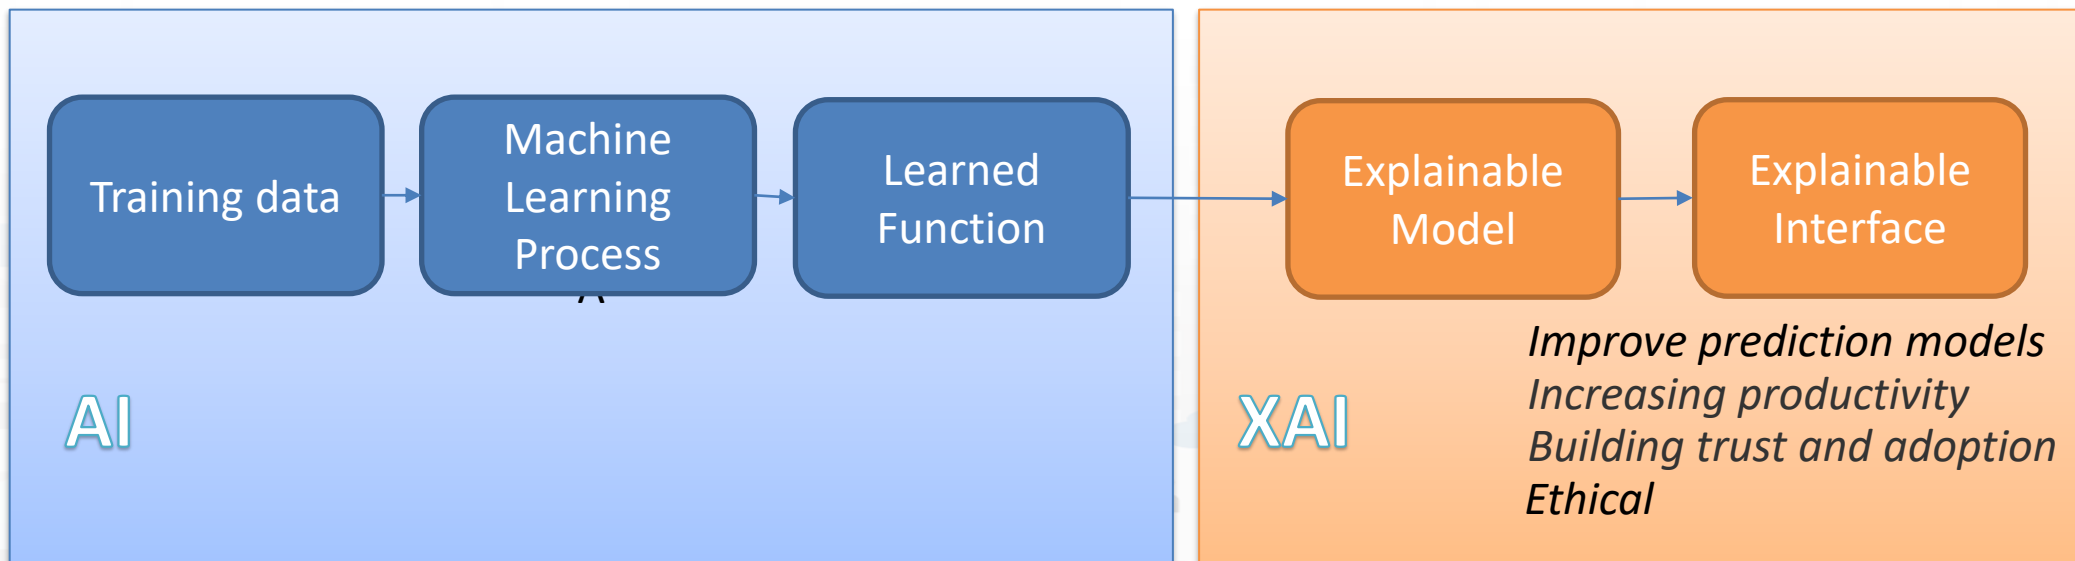 Training data
Machine
Learning
Process
Learned
Function
Explainable
Model
Explainable
Interface
Improve prediction models
Increasing productivity
Building trust and adoption
Ethical
AI
XAI